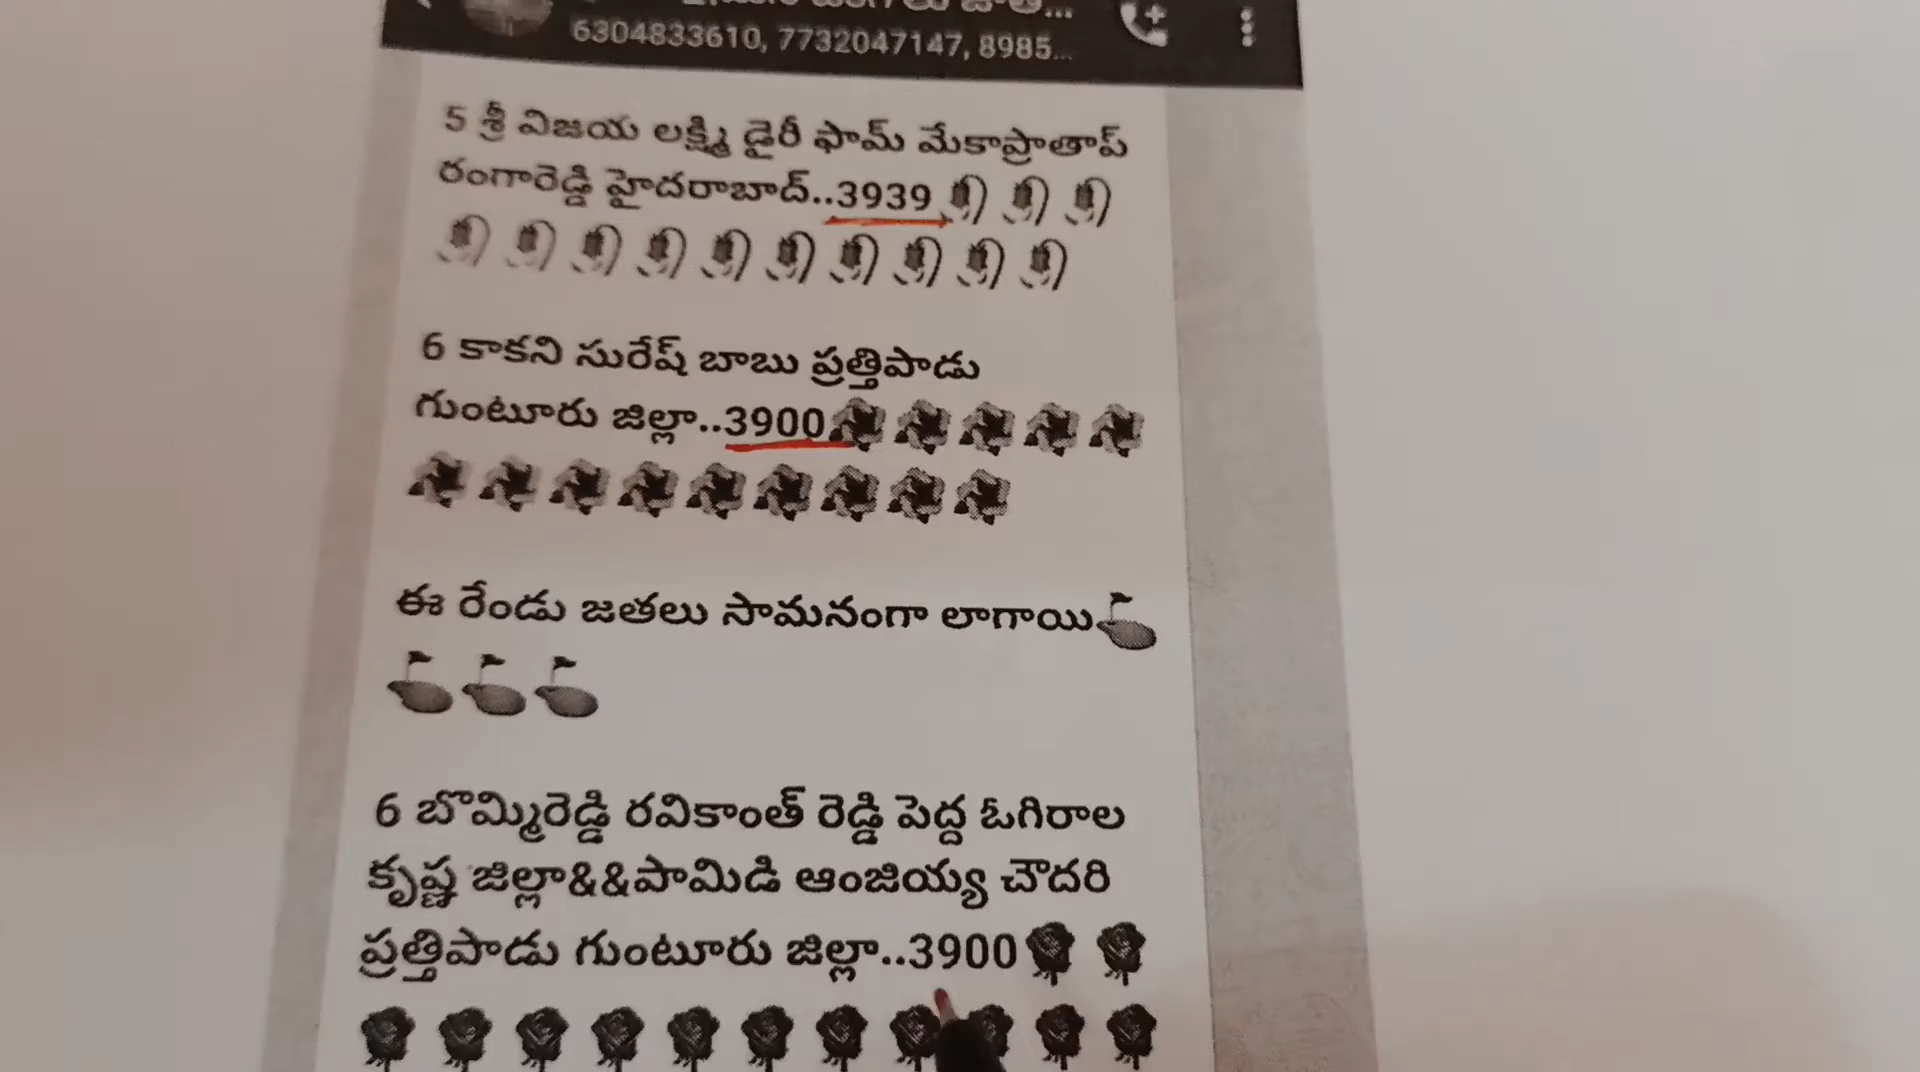 6304833610, 7732047147, 8985...
5 శ్రీ విజయ లక్ష్మి డైరీ ఫామ్ మేకాప్రాతాప్
రంగారెడ్డి హైదరాబాద్..3939
6 కాకని సురేష్ బాబు ప్రత్తిపాడు
గుంటూరు జిల్లా..3900
ఈ రేండు జతలు సామనంగా లాగాయి
6 బొమ్మిరెడ్డి రవికాంత్ రెడ్డి పెద్ద ఓగిరాల
కృష్ణ జిల్లా&&పామిడి ఆంజియ్య చౌదరి
ప్రత్తిపాడు గుంటూరు జిల్లా..3900